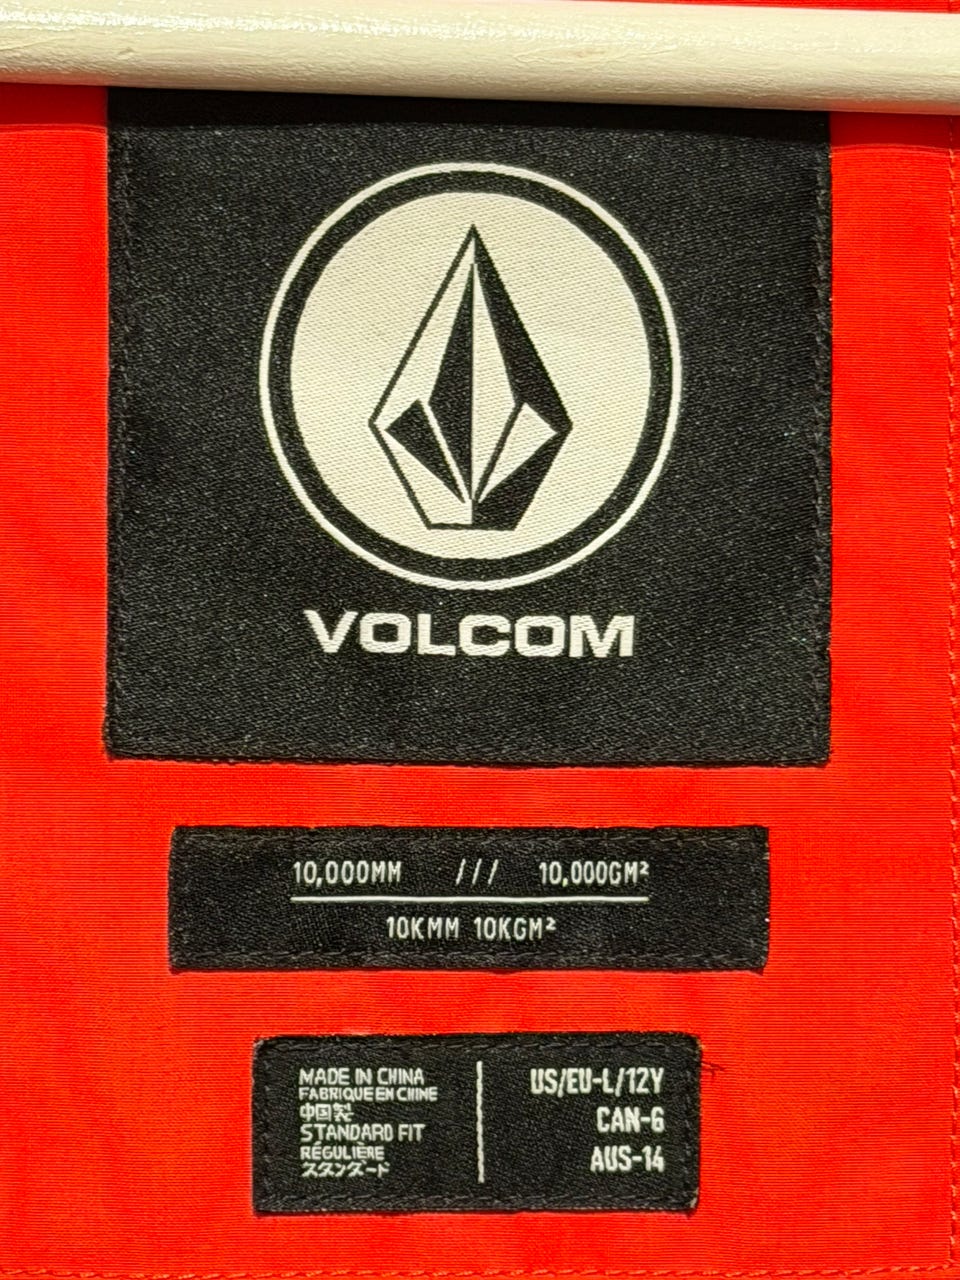 VOLCOM
10,000MM /// 10,000GM²
10KMM 10KGM²
MADE IN CHINA
FABRIQUE EN CHINE
中国製
STANDARD FIT
RÉGULIÈRE
スタンダード
US/EU-L/12Y
CAN-G
AUS-14